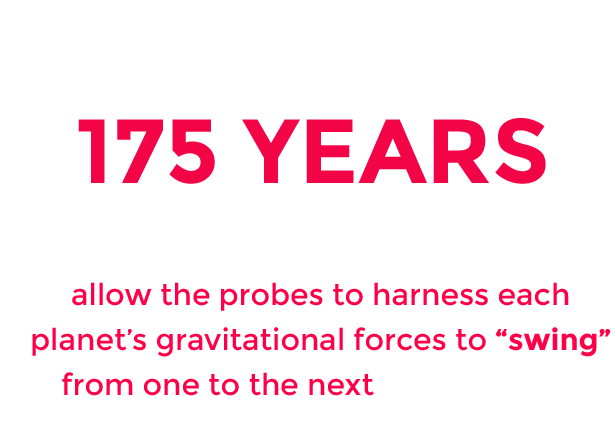 175 YEARS
allow the probes to harness each
planet’s gravitational forces to “swing”
from one to the next